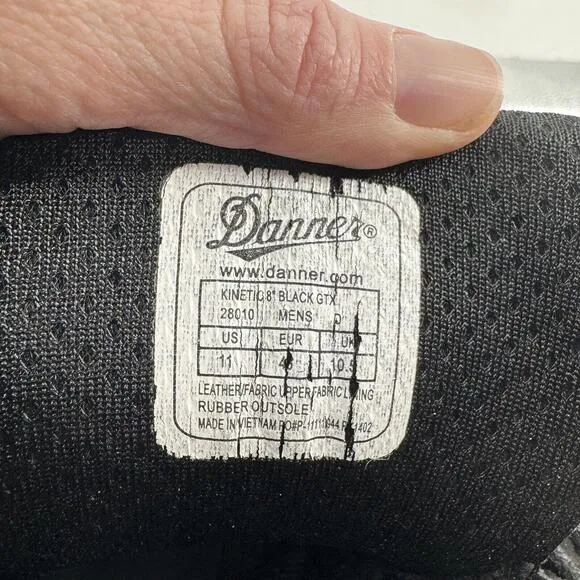 Danner®
www.danner.com
KINETIC 8" BLACK GTX
28010 MENS D
US EUR UK
11 10.5
LEATHER/FABRIC UPPER/FABRIC LINING
RUBBER OUTSOLE
MADE IN VIETNAM